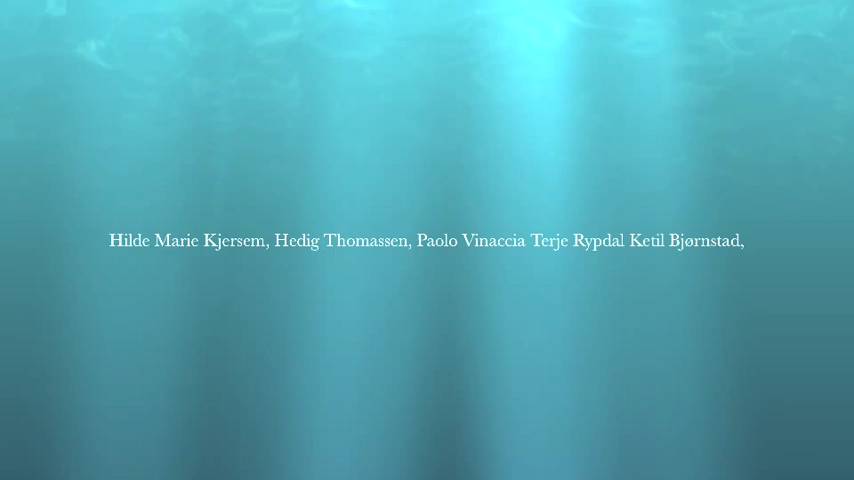 Hilde Marie Kjersem, Hedig Thomassen, Paolo Vinaccia Terje Rypdal Ketil Bjørnstad,